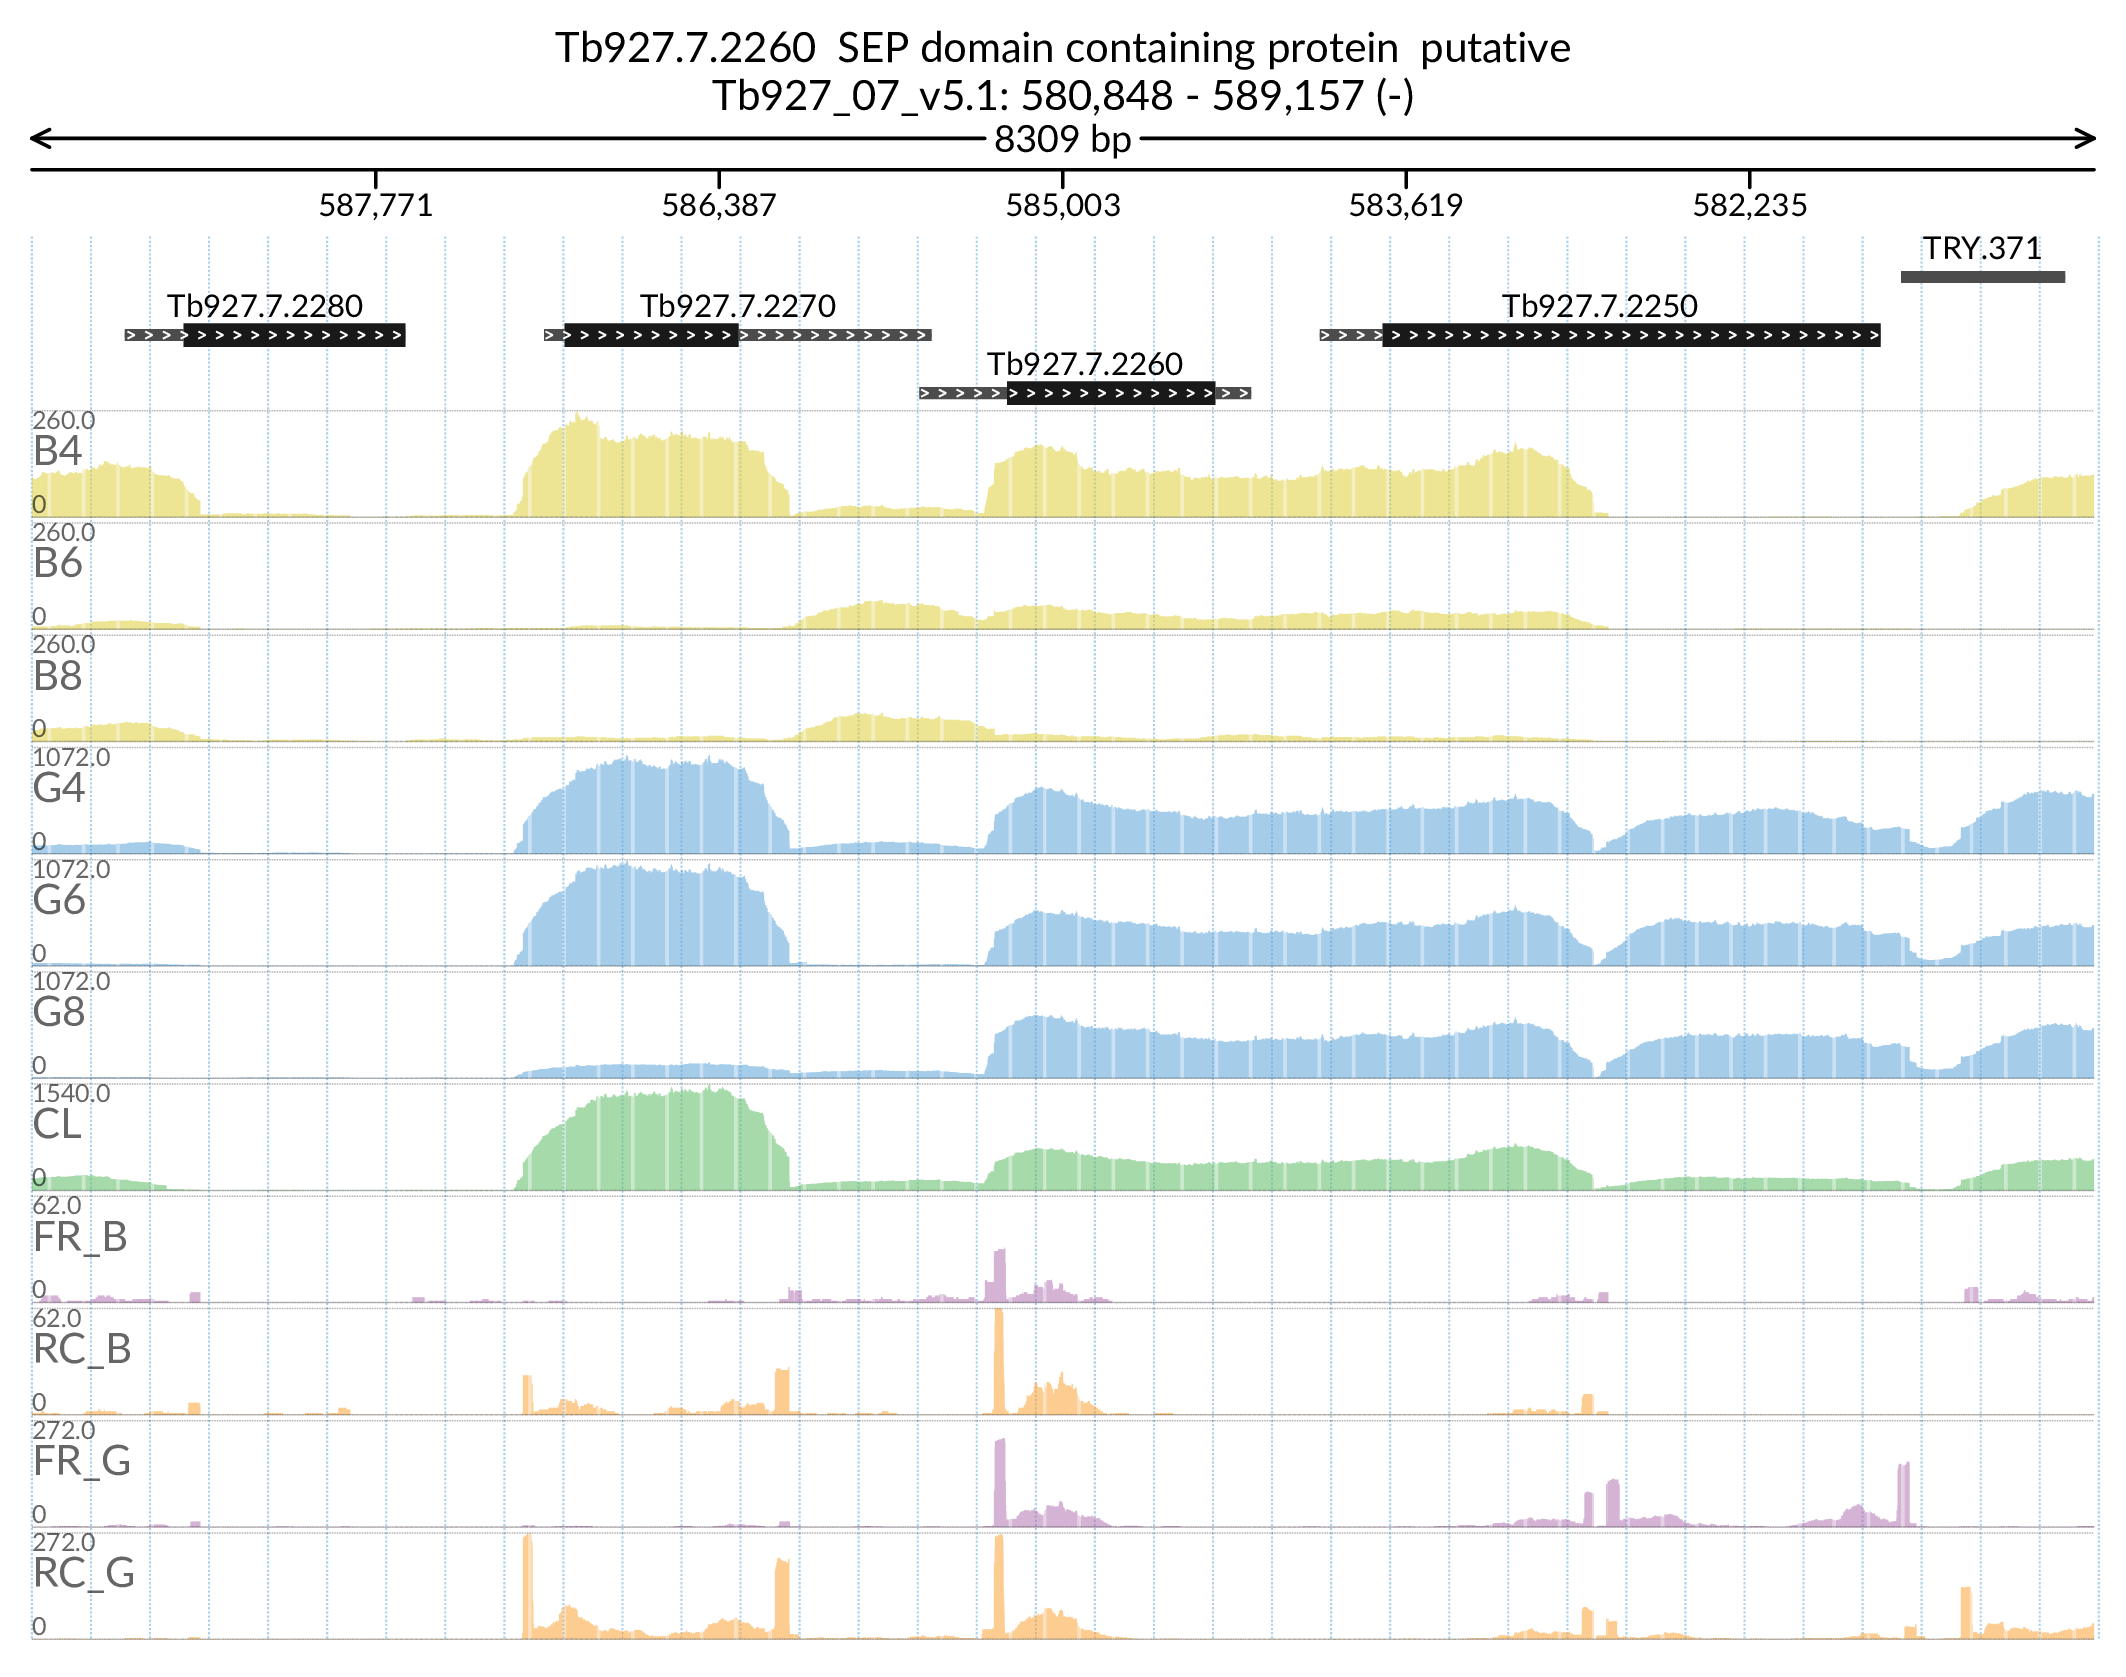 Tb927.7.2260  SEP domain containing protein  putative
Tb927_07_v5.1: 580,848 - 589,157 (-)
8309 bp
587,771 586,387 585,003 583,619 582,235
TRY.371
Tb927.7.2280 Tb927.7.2270 Tb927.7.2250
Tb927.7.2260
260.0
B4
0
260.0
B6
0
260.0
B8
0
1072.0
G4
0
1072.0
G6
0
1072.0
G8
0
1540.0
CL
0
62.0
FR_B
0
62.0
RC_B
0
272.0
FR_G
0
272.0
RC_G
0